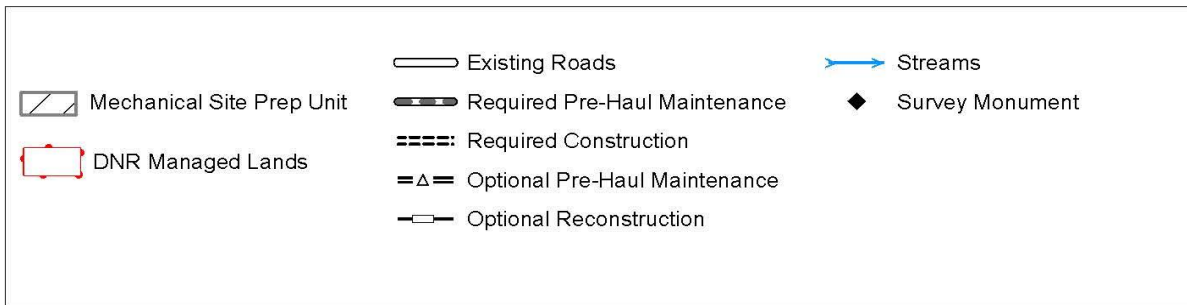 Mechanical Site Prep Unit
DNR Managed Lands
Existing Roads
Required Pre-Haul Maintenance
Required Construction
Optional Pre-Haul Maintenance
Optional Reconstruction
Streams
Survey Monument